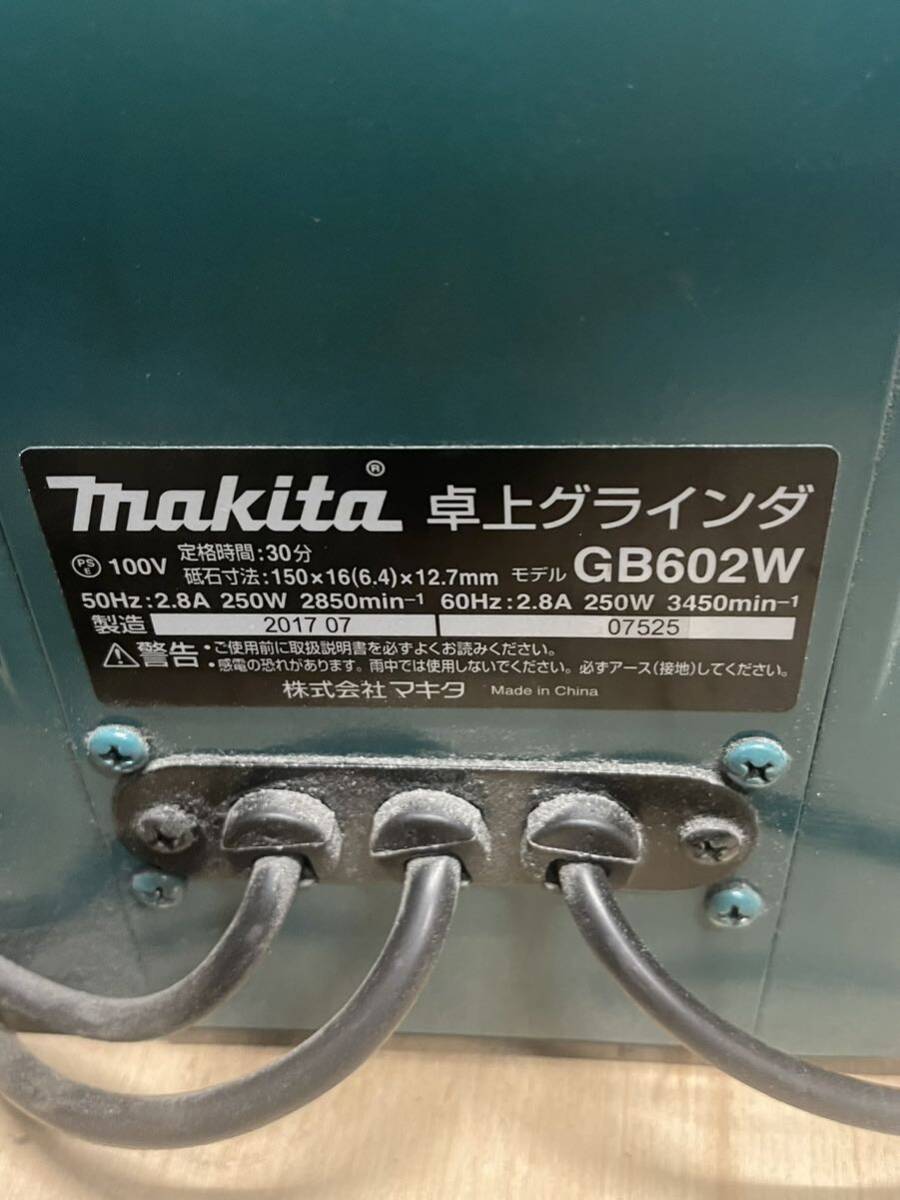 makita® 卓上グラインダ
PSE 100V 定格時間:30分
砥石寸法:150×16(6.4)×12.7mm モデル GB602W
50Hz:2.8A 250W 2850min⁻¹ 60Hz:2.8A 250W 3450min⁻¹
製造 2017 07 07525
警告 •ご使用前に取扱説明書を必ずよくお読みください。
•感電の恐れがあります。雨中では使用しないでください。必ずアース(接地)してください。
株式会社マキタ Made in China